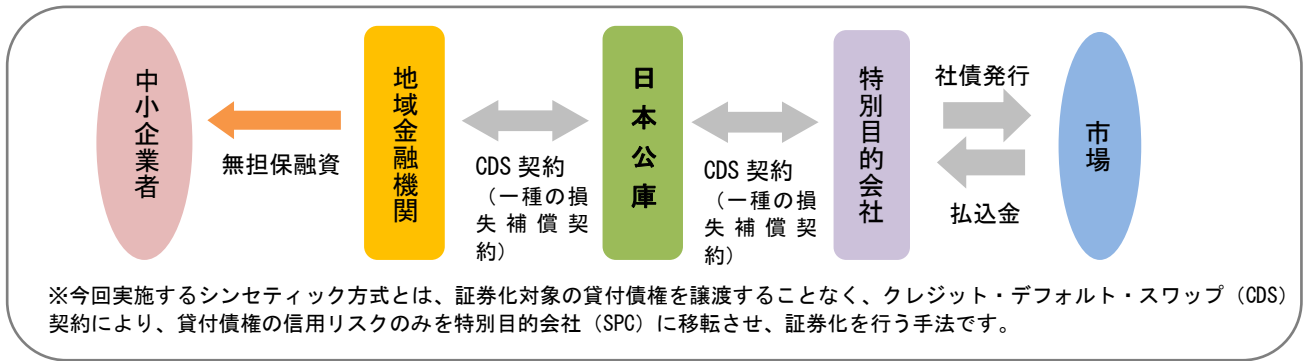 中小企業者
無担保融資
地域金融機関
CDS 契約
（一種の損
失補償契
約）
日本公庫
CDS 契約
（一種の損
失補償契
約）
特別目的会社
社債発行
払込金
市場
※今回実施するシンセティック方式とは、証券化対象の貸付債権を譲渡することなく、クレジット・デフォルト・スワップ（CDS）
契約により、貸付債権の信用リスクのみを特別目的会社（SPC）に移転させ、証券化を行う手法です。